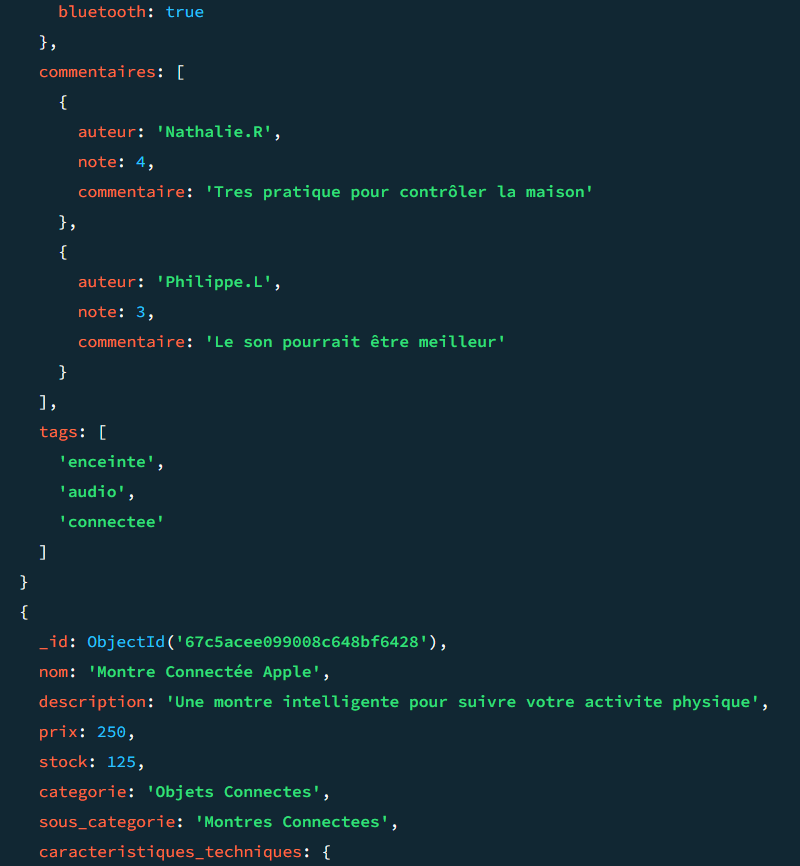 bluetooth: true
},
commentaires: [
{
auteur: 'Nathalie.R',
note: 4,
commentaire: 'Tres pratique pour contrôler la maison'
},
{
auteur: 'Philippe.L',
note: 3,
commentaire: 'Le son pourrait être meilleur'
}
],
tags: [
'enceinte',
'audio',
'connectee'
]
}
{
_id: ObjectId('67c5acee099008c648bf6428'),
nom: 'Montre Connectée Apple',
description: 'Une montre intelligente pour suivre votre activite physique',
prix: 250,
stock: 125,
categorie: 'Objets Connectes',
sous_categorie: 'Montres Connectees',
caracteristiques_techniques: {